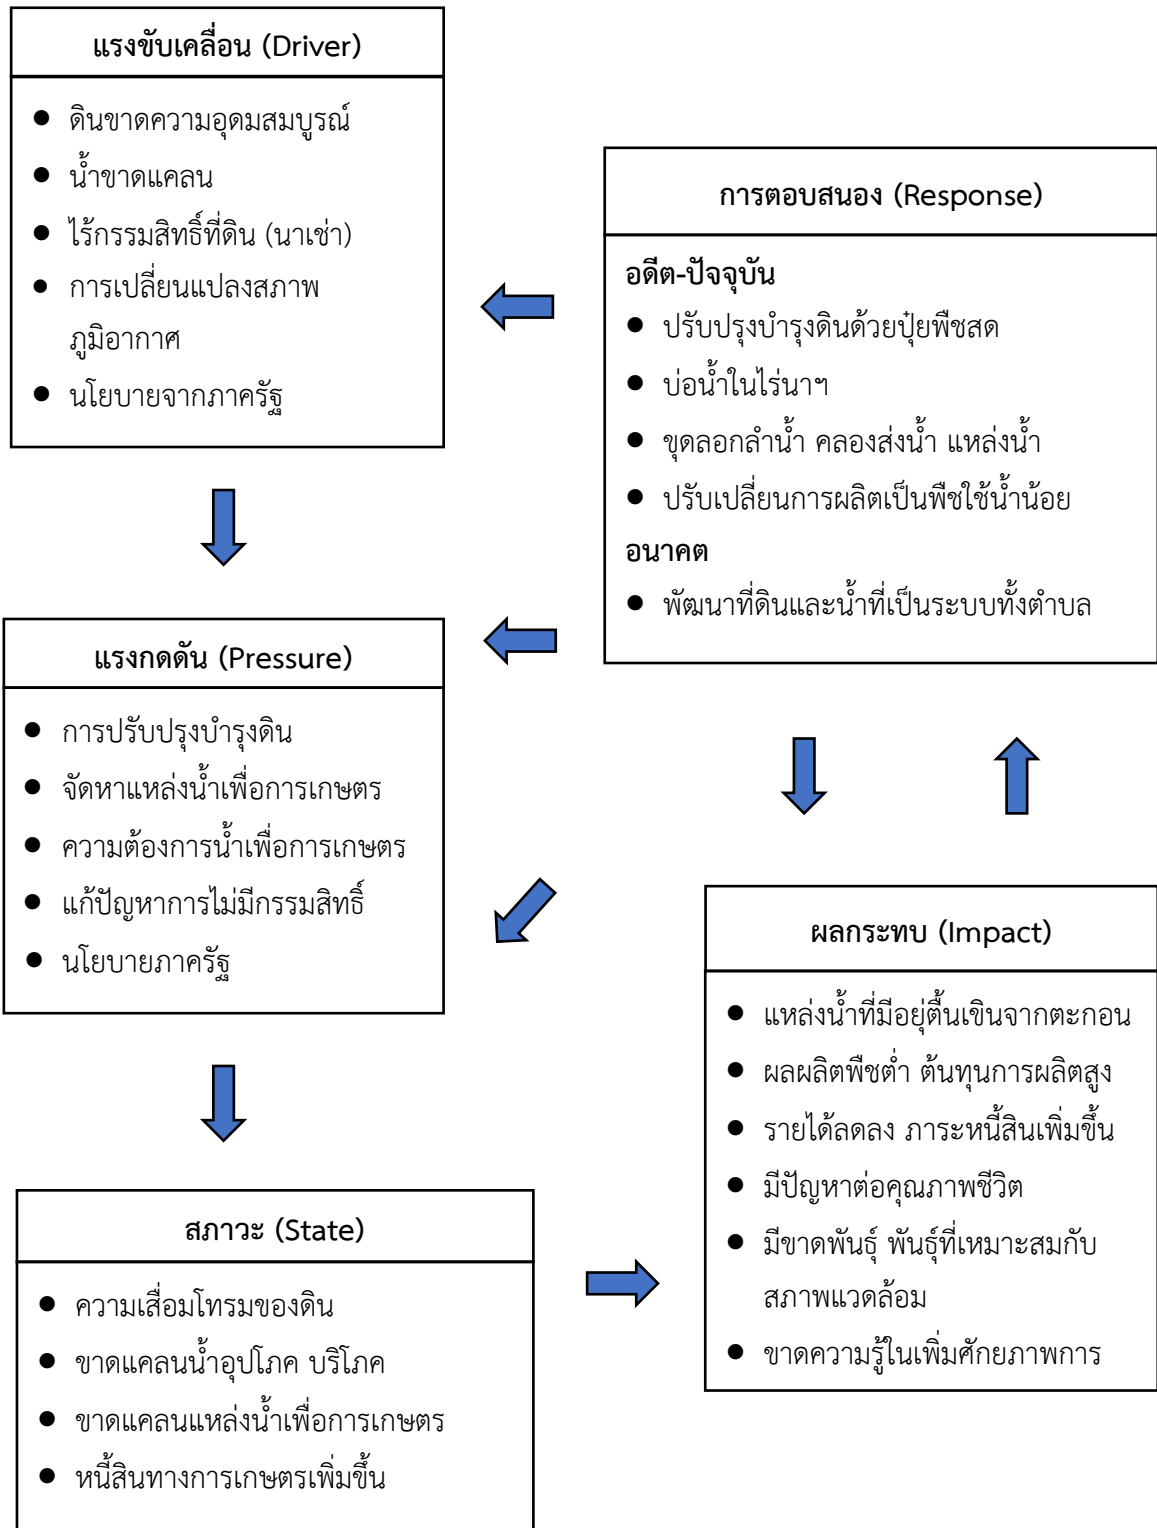 แรงขับเคลื่อน (Driver)
● ดินขาดความอุดมสมบูรณ์
● น้ำขาดแคลน
● ไร้กรรมสิทธิ์ที่ดิน (นาเช่า)
● การเปลี่ยนแปลงสภาพ
ภูมิอากาศ
● นโยบายจากภาครัฐ
การตอบสนอง (Response)
อดีต-ปัจจุบัน
● ปรับปรุงบำรุงดินด้วยปุ๋ยพืชสด
● บ่อน้ำในไร่นาฯ
● ขุดลอกลำน้ำ คลองส่งน้ำ แหล่งน้ำ
● ปรับเปลี่ยนการผลิตเป็นพืชใช้น้ำน้อย
อนาคต
● พัฒนาที่ดินและน้ำที่เป็นระบบทั้งตำบล
แรงกดดัน (Pressure)
● การปรับปรุงบำรุงดิน
● จัดหาแหล่งน้ำเพื่อการเกษตร
● ความต้องการน้ำเพื่อการเกษตร
● แก้ปัญหาการไม่มีกรรมสิทธิ์
● นโยบายภาครัฐ
ผลกระทบ (Impact)
● แหล่งน้ำที่มีอยู่ตื้นเขินจากตะกอน
● ผลผลิตพืชต่ำ ต้นทุนการผลิตสูง
● รายได้ลดลง ภาระหนี้สินเพิ่มขึ้น
● มีปัญหาต่อคุณภาพชีวิต
● มีขาดพันธุ์ พันธุ์ที่เหมาะสมกับ
สภาพแวดล้อม
● ขาดความรู้ในเพิ่มศักยภาพการ
สภาวะ (State)
● ความเสื่อมโทรมของดิน
● ขาดแคลนน้ำอุปโภค บริโภค
● ขาดแคลนแหล่งน้ำเพื่อการเกษตร
● หนี้สินทางการเกษตรเพิ่มขึ้น